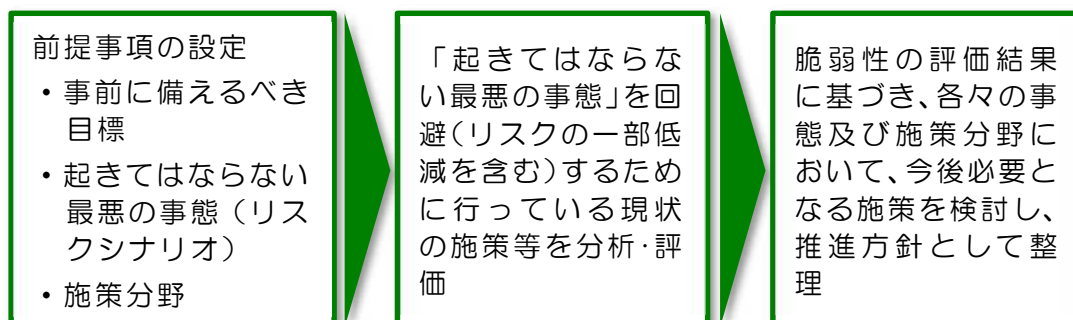 前提事項の設定
・事前に備えるべき
目標
・起きてはならない
最悪の事態（リス
クシナリオ）
・施策分野
「起きてはならな
い最悪の事態」を回
避（リスクの一部低
減を含む）するため
に行っている現状
の施策等を分析・評
価
脆弱性の評価結果
に基づき、各々の事
態及び施策分野に
おいて、今後必要と
なる施策を検討し、
推進方針として整
理